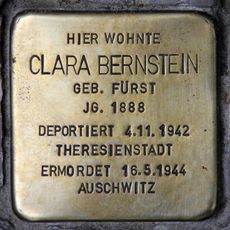 HIER WOHNTE
CLARA BERNSTEIN
GEB. FÜRST
JG. 1888
DEPORTIERT 4.11.1942
THERESIENSTADT
ERMORDET 16.5.1944
AUSCHWITZ